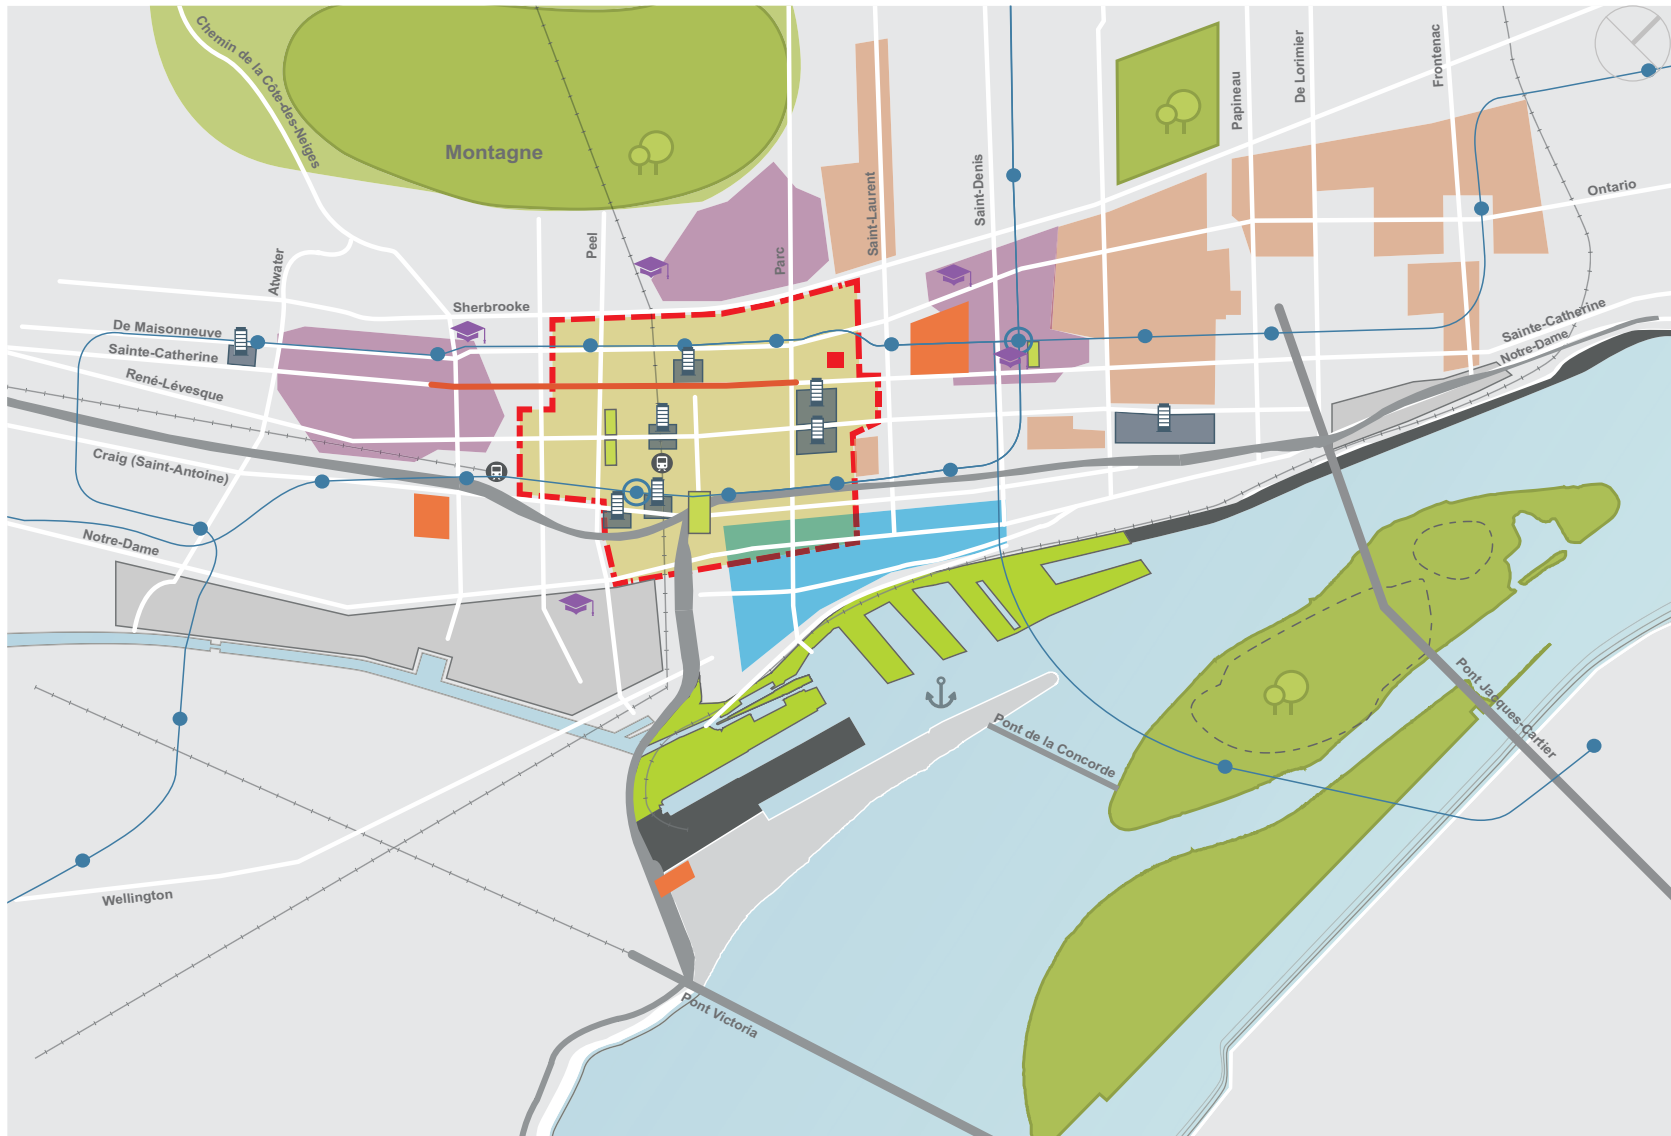 Chemin de la Côte-des-Neiges
Montagne
Papineau
De Lorimier
Frontenac
Saint-Laurent
Saint-Denis
Ontario
Atwater
Peel
Parc
Sherbrooke
De Maisonneuve
Sainte-Catherine
René-Lévesque
Sainte-Catherine
Notre-Dame
Craig (Saint-Antoine)
Notre-Dame
Pont Jacques-Cartier
Pont de la Concorde
Wellington
Pont Victoria